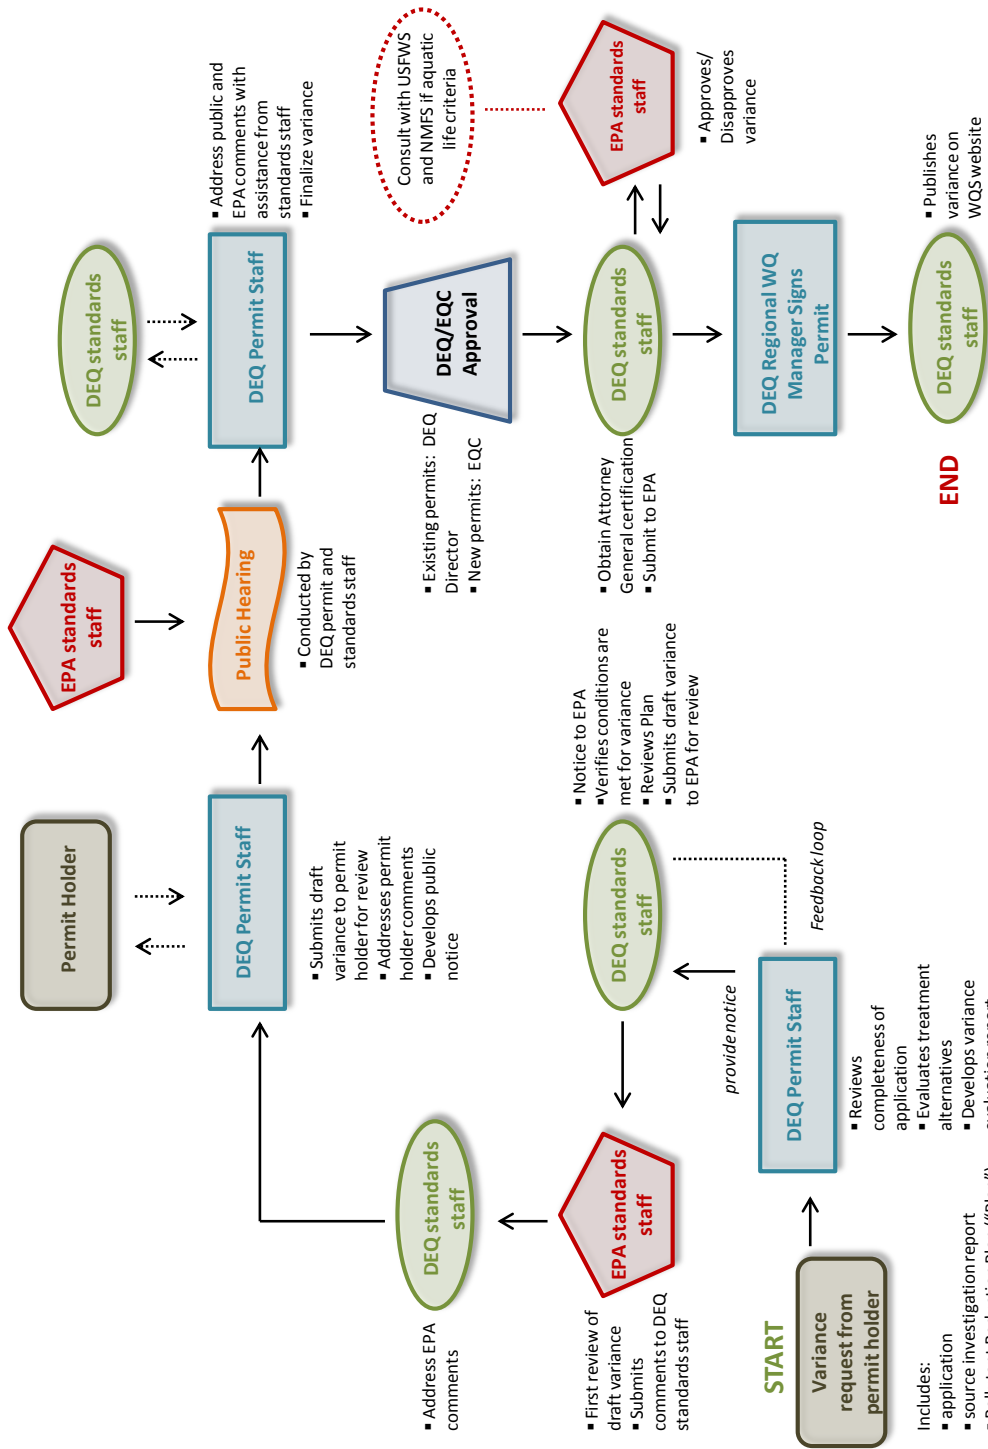 START
Variance
request from
permit holder
Includes:
▪ application
▪ source investigation report
DEQ Permit Staff
▪ Reviews
completeness of
application
▪ Evaluates treatment
alternatives
▪ Develops variance
provide notice
Feedback loop
DEQ standards
staff
▪ Notice to EPA
▪Verifies conditions are
met for variance
▪ Reviews Plan
▪ Submits draft variance
to EPA for review
EPA standards
staff
▪ First review of
draft variance
▪ Submits
comments to DEQ
standards staff
DEQ standards
staff
▪ Address EPA
comments
Permit Holder
DEQ Permit Staff
▪ Submits draft
variance to permit
holder for review
▪ Addresses permit
holder comments
▪ Develops public
notice
EPA standards
staff
Public Hearing
▪ Conducted by
DEQ permit and
standards staff
DEQ standards
staff
DEQ Permit Staff
▪ Address public and
EPA comments with
assistance from
standards staff
▪ Finalize variance
DEQ/EQC
Approval
▪ Existing permits: DEQ
Director
▪ New permits: EQC
DEQ standards
staff
▪ Obtain Attorney
General certification
▪ Submit to EPA
Consult with USFWS
and NMFS if aquatic
life criteria
EPA standards
staff
▪ Approves/
Disapproves
variance
DEQ Regional WQ
Manager Signs
Permit
DEQ standards
staff
▪ Publishes
variance on
WQS website
END